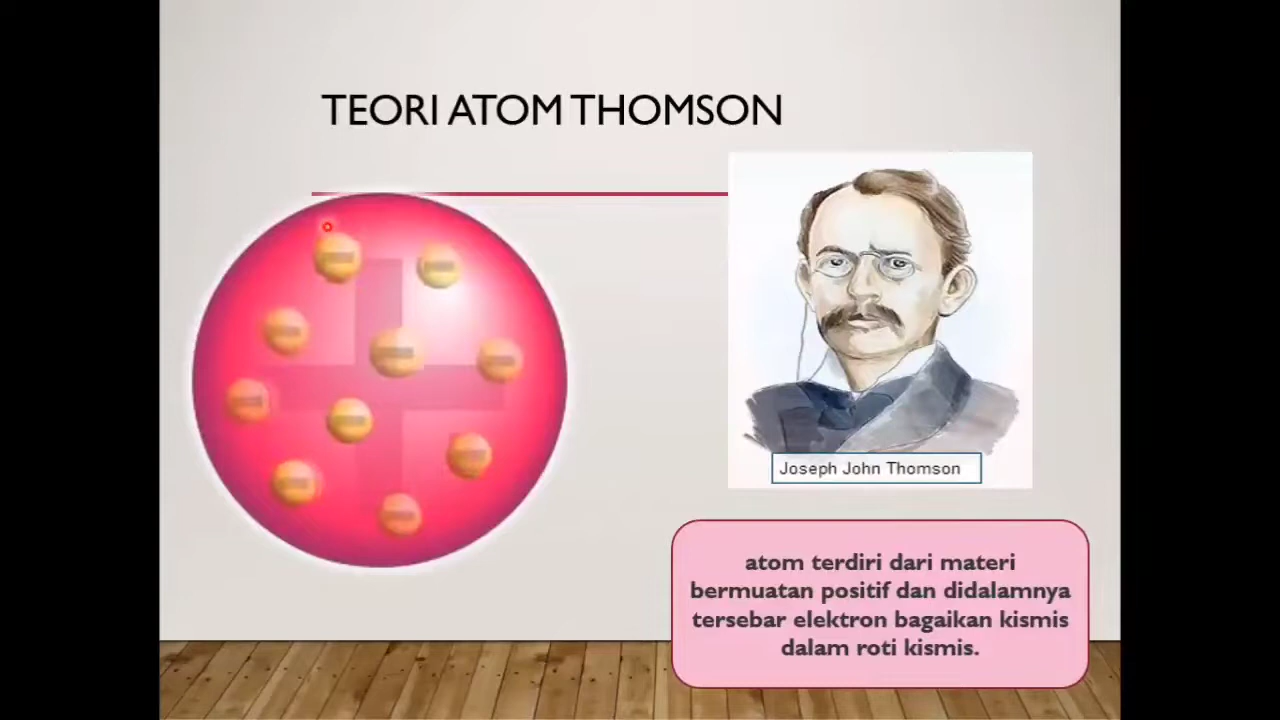 TEORI ATOM THOMSON
Joseph John Thomson
atom terdiri dari materi
bermuatan positif dan didalamnya
tersebar elektron bagaikan kismis
dalam roti kismis.